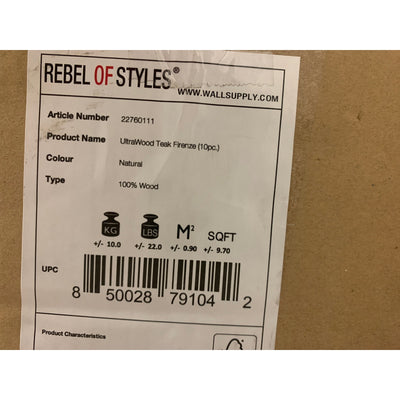 REBEL OF STYLES®
WWW.WALLSUPPLY.COM
Article Number 22760111
Product Name UltraWood Teak Firenze (10pc.)
Colour Natural
Type 100% Wood
KG LBS M² SQFT
+/- 10.0 +/- 22.0 +/- 0.90 +/- 9.70
UPC
8 50028 79104 2
Product Characteristics